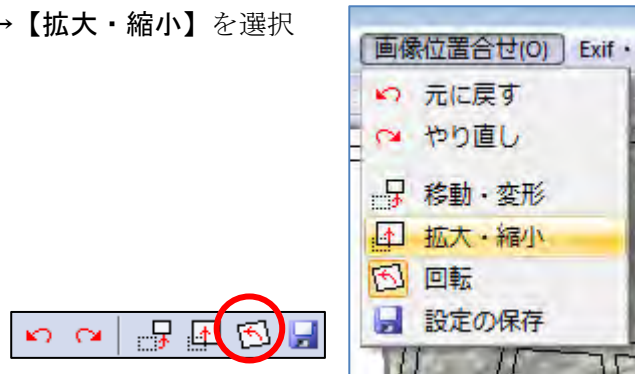 →【拡大・縮小】を選択
画像位置合せ(O) Exif・
元に戻す
やり直し
移動・変形
拡大・縮小
回転
設定の保存